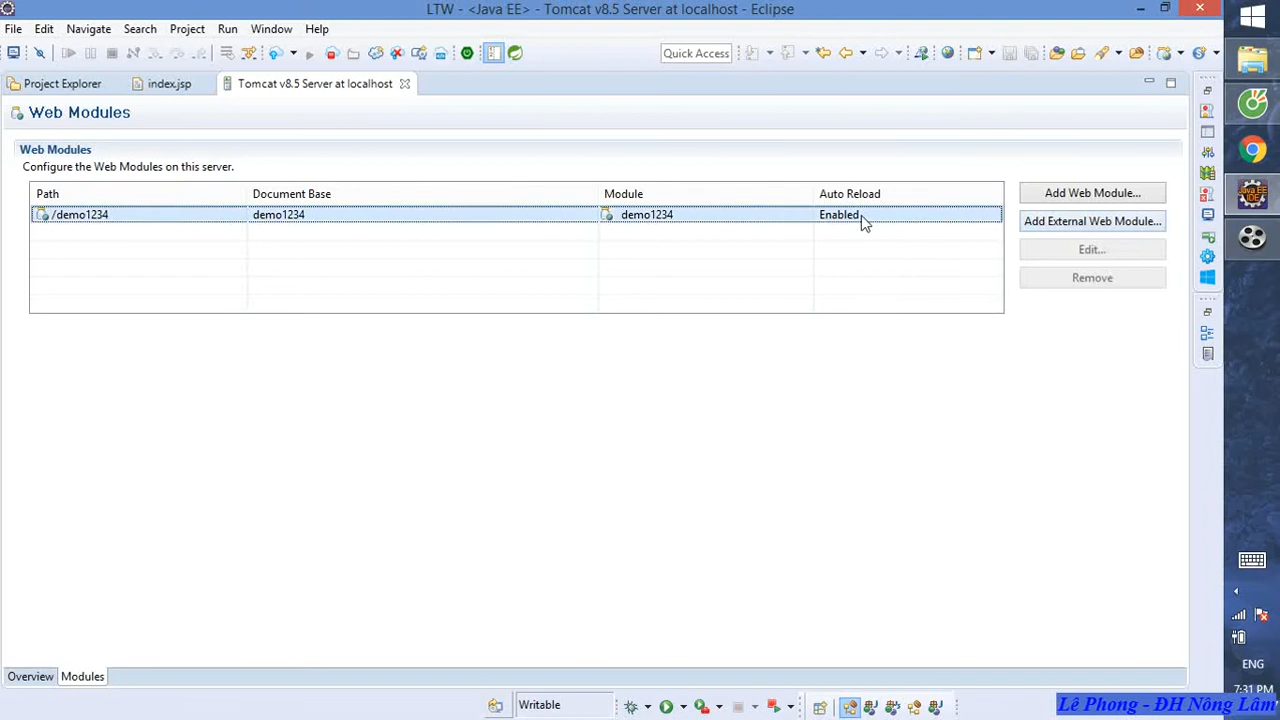 LTW - <Java EE> - Tomcat v8.5 Server at localhost - Eclipse
File Edit Navigate Search Project Run Window Help
Quick Access
Project Explorer index.jsp Tomcat v8.5 Server at localhost
Web Modules
Web Modules
Configure the Web Modules on this server.
Path Document Base Module Auto Reload
/demo1234 demo1234 demo1234 Enabled
Add Web Module...
Add External Web Module...
Edit...
Remove
Overview Modules
Writable
Java EE IDE
ENG
7:31 PM
Lê Phong - ĐH Nông Lâm